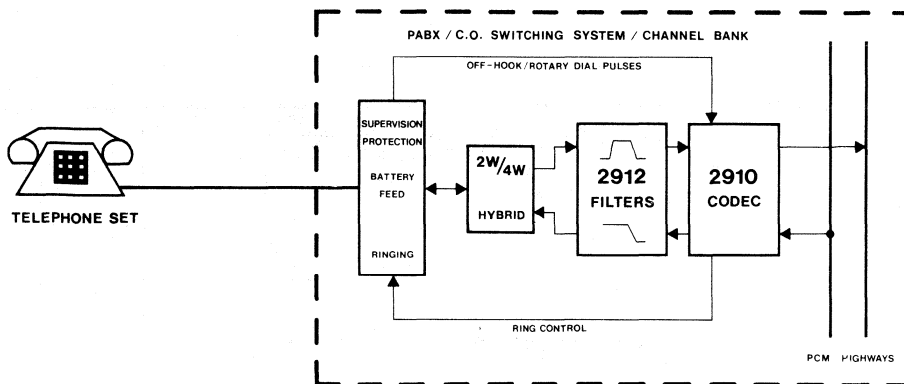 PABX / C.O. SWITCHING SYSTEM / CHANNEL BANK
OFF-HOOK/ROTARY DIAL PULSES
SUPERVISION
PROTECTION
BATTERY
FEED
RINGING
2W/4W
HYBRID
2912
FILTERS
2910
CODEC
TELEPHONE SET
RING CONTROL
PCM HIGHWAYS